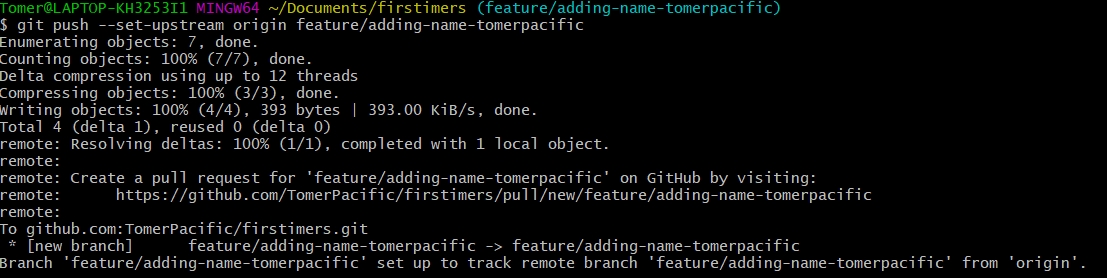 Tomer@LAPTOP-KH3253I1 MINGW64 ~/Documents/firstimers (feature/adding-name-tomerpacific)
$ git push --set-upstream origin feature/adding-name-tomerpacific
Enumerating objects: 7, done.
Counting objects: 100% (7/7), done.
Delta compression using up to 12 threads
Compressing objects: 100% (3/3), done.
Writing objects: 100% (4/4), 393 bytes | 393.00 KiB/s, done.
Total 4 (delta 1), reused 0 (delta 0)
remote: Resolving deltas: 100% (1/1), completed with 1 local object.
remote:
remote: Create a pull request for 'feature/adding-name-tomerpacific' on GitHub by visiting:
remote:      https://github.com/TomerPacific/firstimers/pull/new/feature/adding-name-tomerpacific
remote:
To github.com:TomerPacific/firstimers.git
 * [new branch]      feature/adding-name-tomerpacific -> feature/adding-name-tomerpacific
Branch 'feature/adding-name-tomerpacific' set up to track remote branch 'feature/adding-name-tomerpacific' from 'origin'.